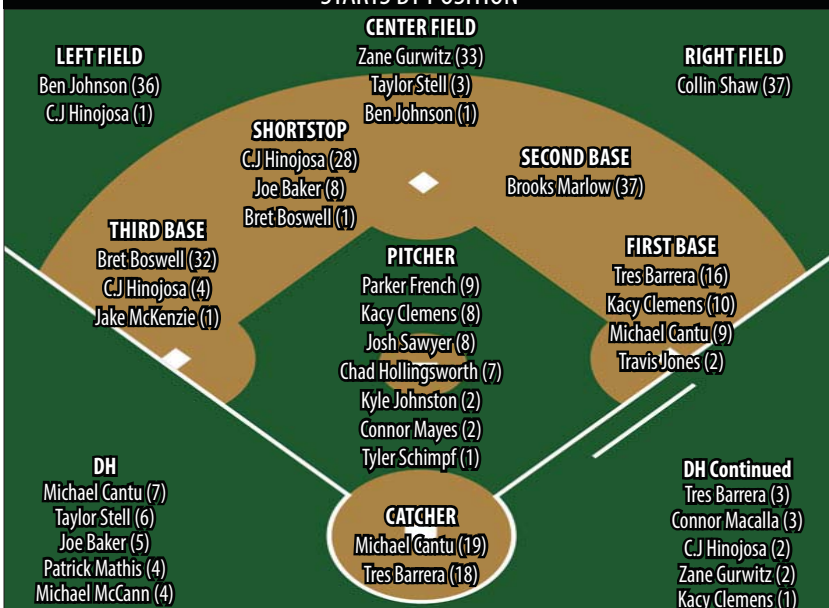 STARTS BY POSITION
CENTER FIELD
Zane Gurwitz (33)
Taylor Stell (3)
Ben Johnson (1)
LEFT FIELD
Ben Johnson (36)
C.J Hinojosa (1)
RIGHT FIELD
Collin Shaw (37)
SHORTSTOP
C.J Hinojosa (28)
Joe Baker (8)
Bret Boswell (1)
SECOND BASE
Brooks Marlow (37)
THIRD BASE
Bret Boswell (32)
C.J Hinojosa (4)
Jake McKenzie (1)
PITCHER
Parker French (9)
Kacy Clemens (8)
Josh Sawyer (8)
Chad Hollingsworth (7)
Kyle Johnston (2)
Connor Mayes (2)
Tyler Schimpf (1)
FIRST BASE
Tres Barrera (16)
Kacy Clemens (10)
Michael Cantu (9)
Travis Jones (2)
DH
Michael Cantu (7)
Taylor Stell (6)
Joe Baker (5)
Patrick Mathis (4)
Michael McCann (4)
CATCHER
Michael Cantu (19)
Tres Barrera (18)
DH Continued
Tres Barrera (3)
Connor Macalla (3)
C.J Hinojosa (2)
Zane Gurwitz (2)
Kacy Clemens (1)